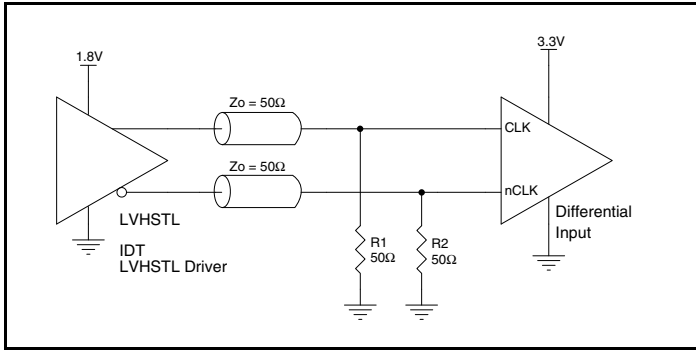 1.8V
3.3V
Zo = 50Ω
CLK
Zo = 50Ω
nCLK
LVHSTL
IDT
LVHSTL Driver
R1
50Ω
R2
50Ω
Differential
Input